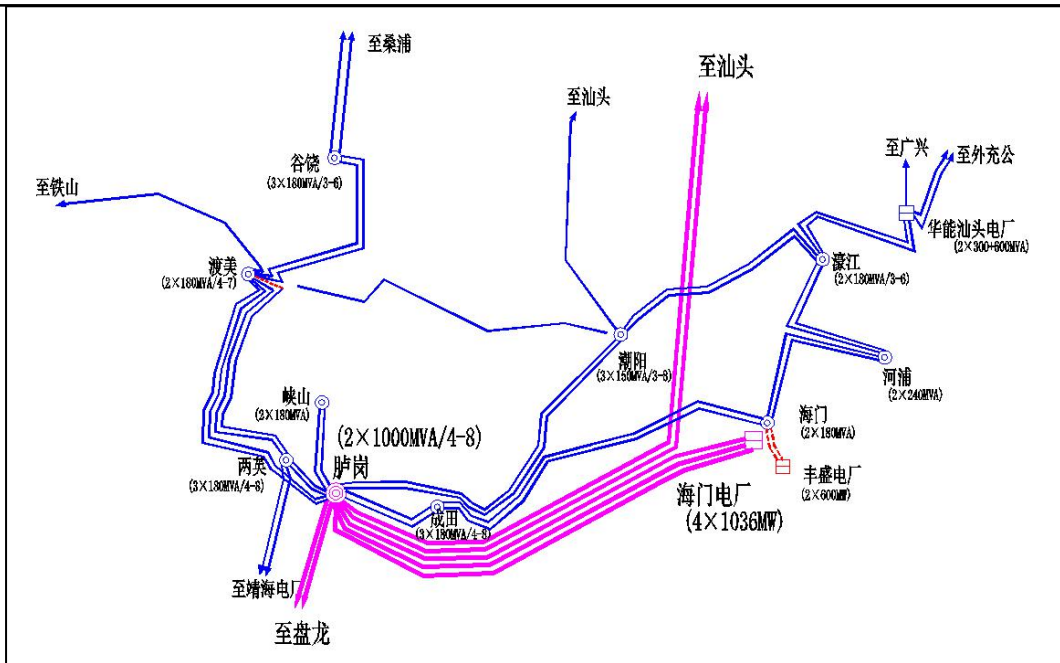 至桑浦
至汕头
至汕头
谷饶
(3×180MVA/3-6)
至广兴
至外充公
至铁山
华能汕头电厂
(2×300+600MVA)
渡美
(2×180MVA/4-7)
濠江
(2×180MVA/3-6)
潮阳
(3×150MVA/3-8)
河浦
(2×240MVA)
峡山
(2×180MVA)
(2×1000MVA/4-8)
胪岗
海门
(2×180MVA)
两英
(3×180MVA/4-8)
丰盛电厂
(2×600MW)
海门电厂
(4×1036MW)
成田
(3×180MVA/4-8)
至靖海电厂
至盘龙